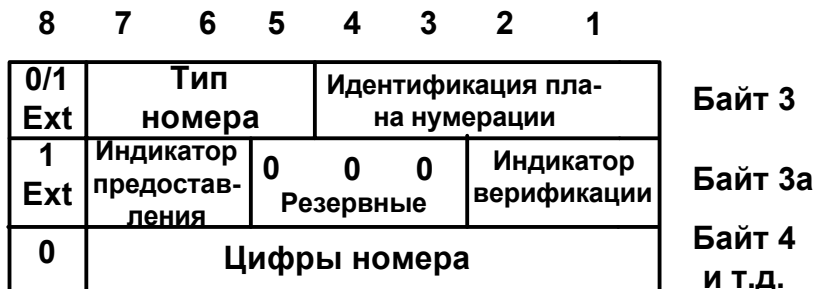 8 7 6 5 4 3 2 1
0/1 Тип Идентификация пла-
Ext номера на нумерации Байт 3
1 Индикатор 0 0 0 Индикатор
Ext предостав- Резервные верификации Байт 3а
ления
0 Цифры номера Байт 4
и т.д.